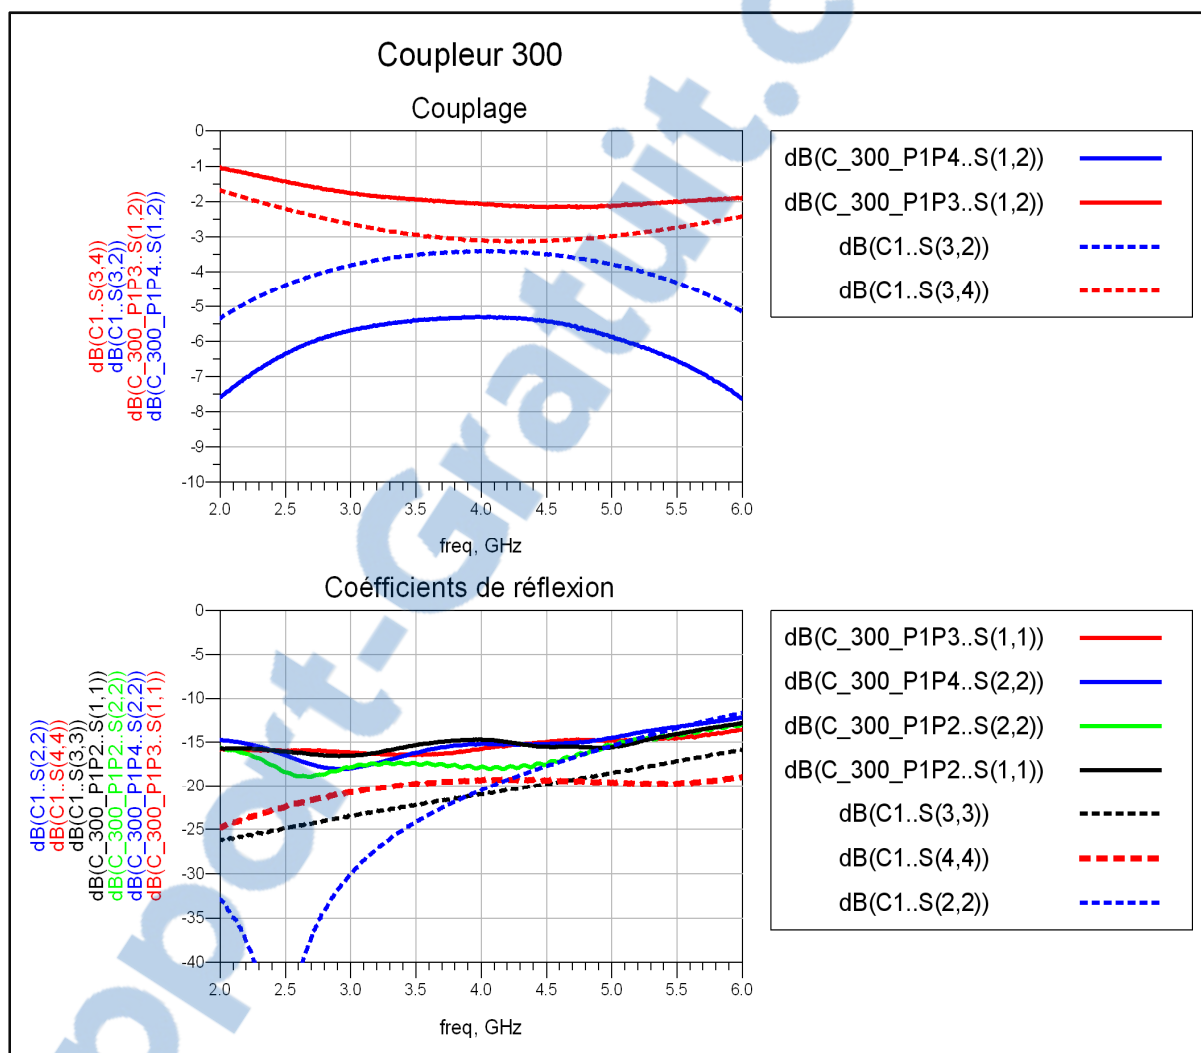 Coupleur 300
Couplage
dB(C1..S(3,4))
dB(C1..S(3,2))
dB(C_300_P1P3..S(1,2))
dB(C_300_P1P4..S(1,2))
0
-1
-2
-3
-4
-5
-6
-7
-8
-9
-10
2.0 2.5 3.0 3.5 4.0 4.5 5.0 5.5 6.0
freq, GHz
dB(C_300_P1P4..S(1,2))
dB(C_300_P1P3..S(1,2))
dB(C1..S(3,2))
dB(C1..S(3,4))
Coéfficients de réflexion
dB(C1..S(2,2))
dB(C1..S(4,4))
dB(C1..S(3,3))
dB(C_300_P1P2..S(1,1))
dB(C_300_P1P2..S(2,2))
dB(C_300_P1P4..S(2,2))
dB(C_300_P1P3..S(1,1))
0
-5
-10
-15
-20
-25
-30
-35
-40
2.0 2.5 3.0 3.5 4.0 4.5 5.0 5.5 6.0
freq, GHz
dB(C_300_P1P3..S(1,1))
dB(C_300_P1P4..S(2,2))
dB(C_300_P1P2..S(2,2))
dB(C_300_P1P2..S(1,1))
dB(C1..S(3,3))
dB(C1..S(4,4))
dB(C1..S(2,2))
pport-Gratuit.c